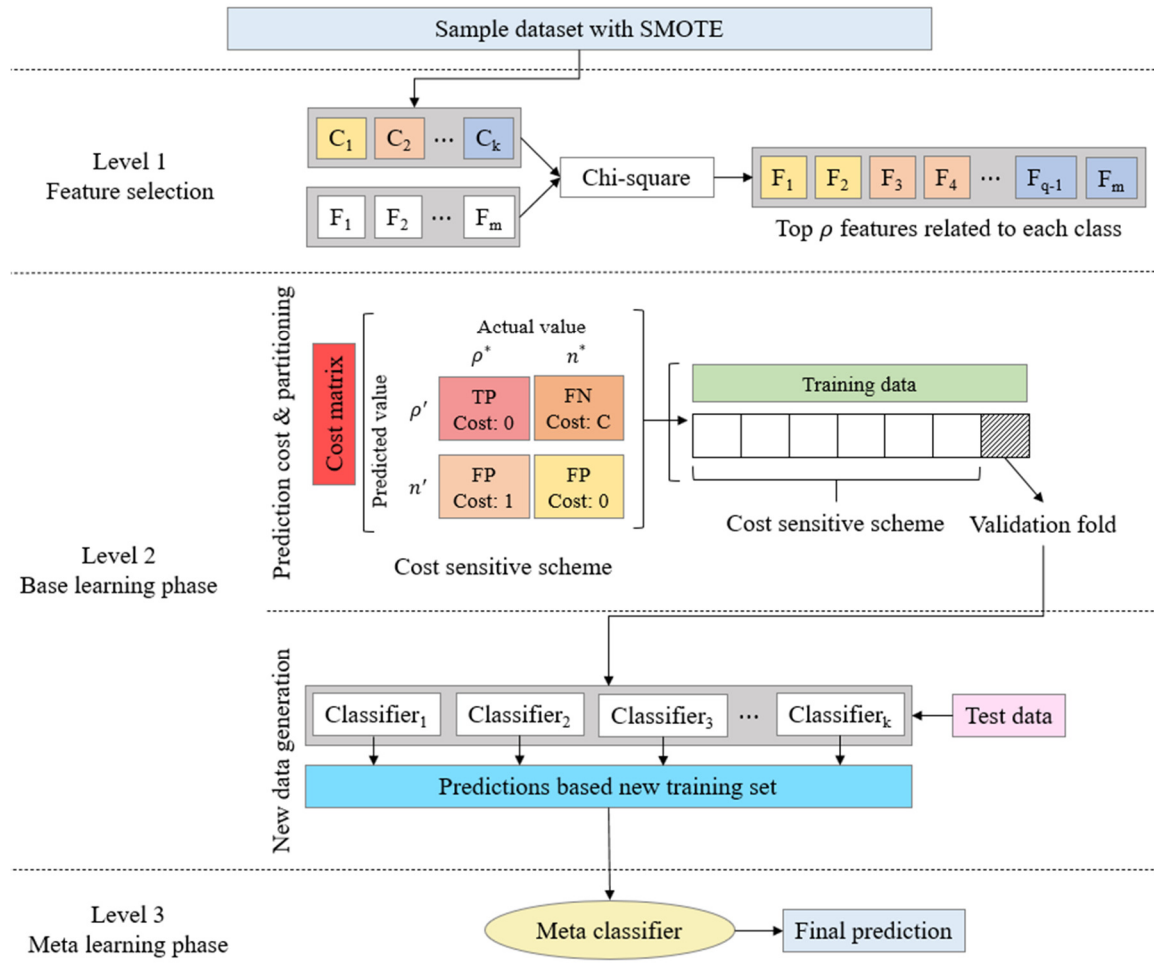 Sample dataset with SMOTE
Level 1
Feature selection
C₁ C₂ ... Cₖ
F₁ F₂ ... Fₘ
Chi-square
F₁ F₂ F₃ F₄ ... F_q-1 Fₘ
Top ρ features related to each class
Level 2
Base learning phase
Prediction cost & partitioning
Cost matrix
Predicted value
Actual value
ρ* n*
ρ′
TP
Cost: 0
FN
Cost: C
n′
FP
Cost: 1
FP
Cost: 0
Cost sensitive scheme
Training data
Cost sensitive scheme
Validation fold
New data generation
Classifier₁ Classifier₂ Classifier₃ ... Classifierₖ
Test data
Predictions based new training set
Level 3
Meta learning phase
Meta classifier
Final prediction